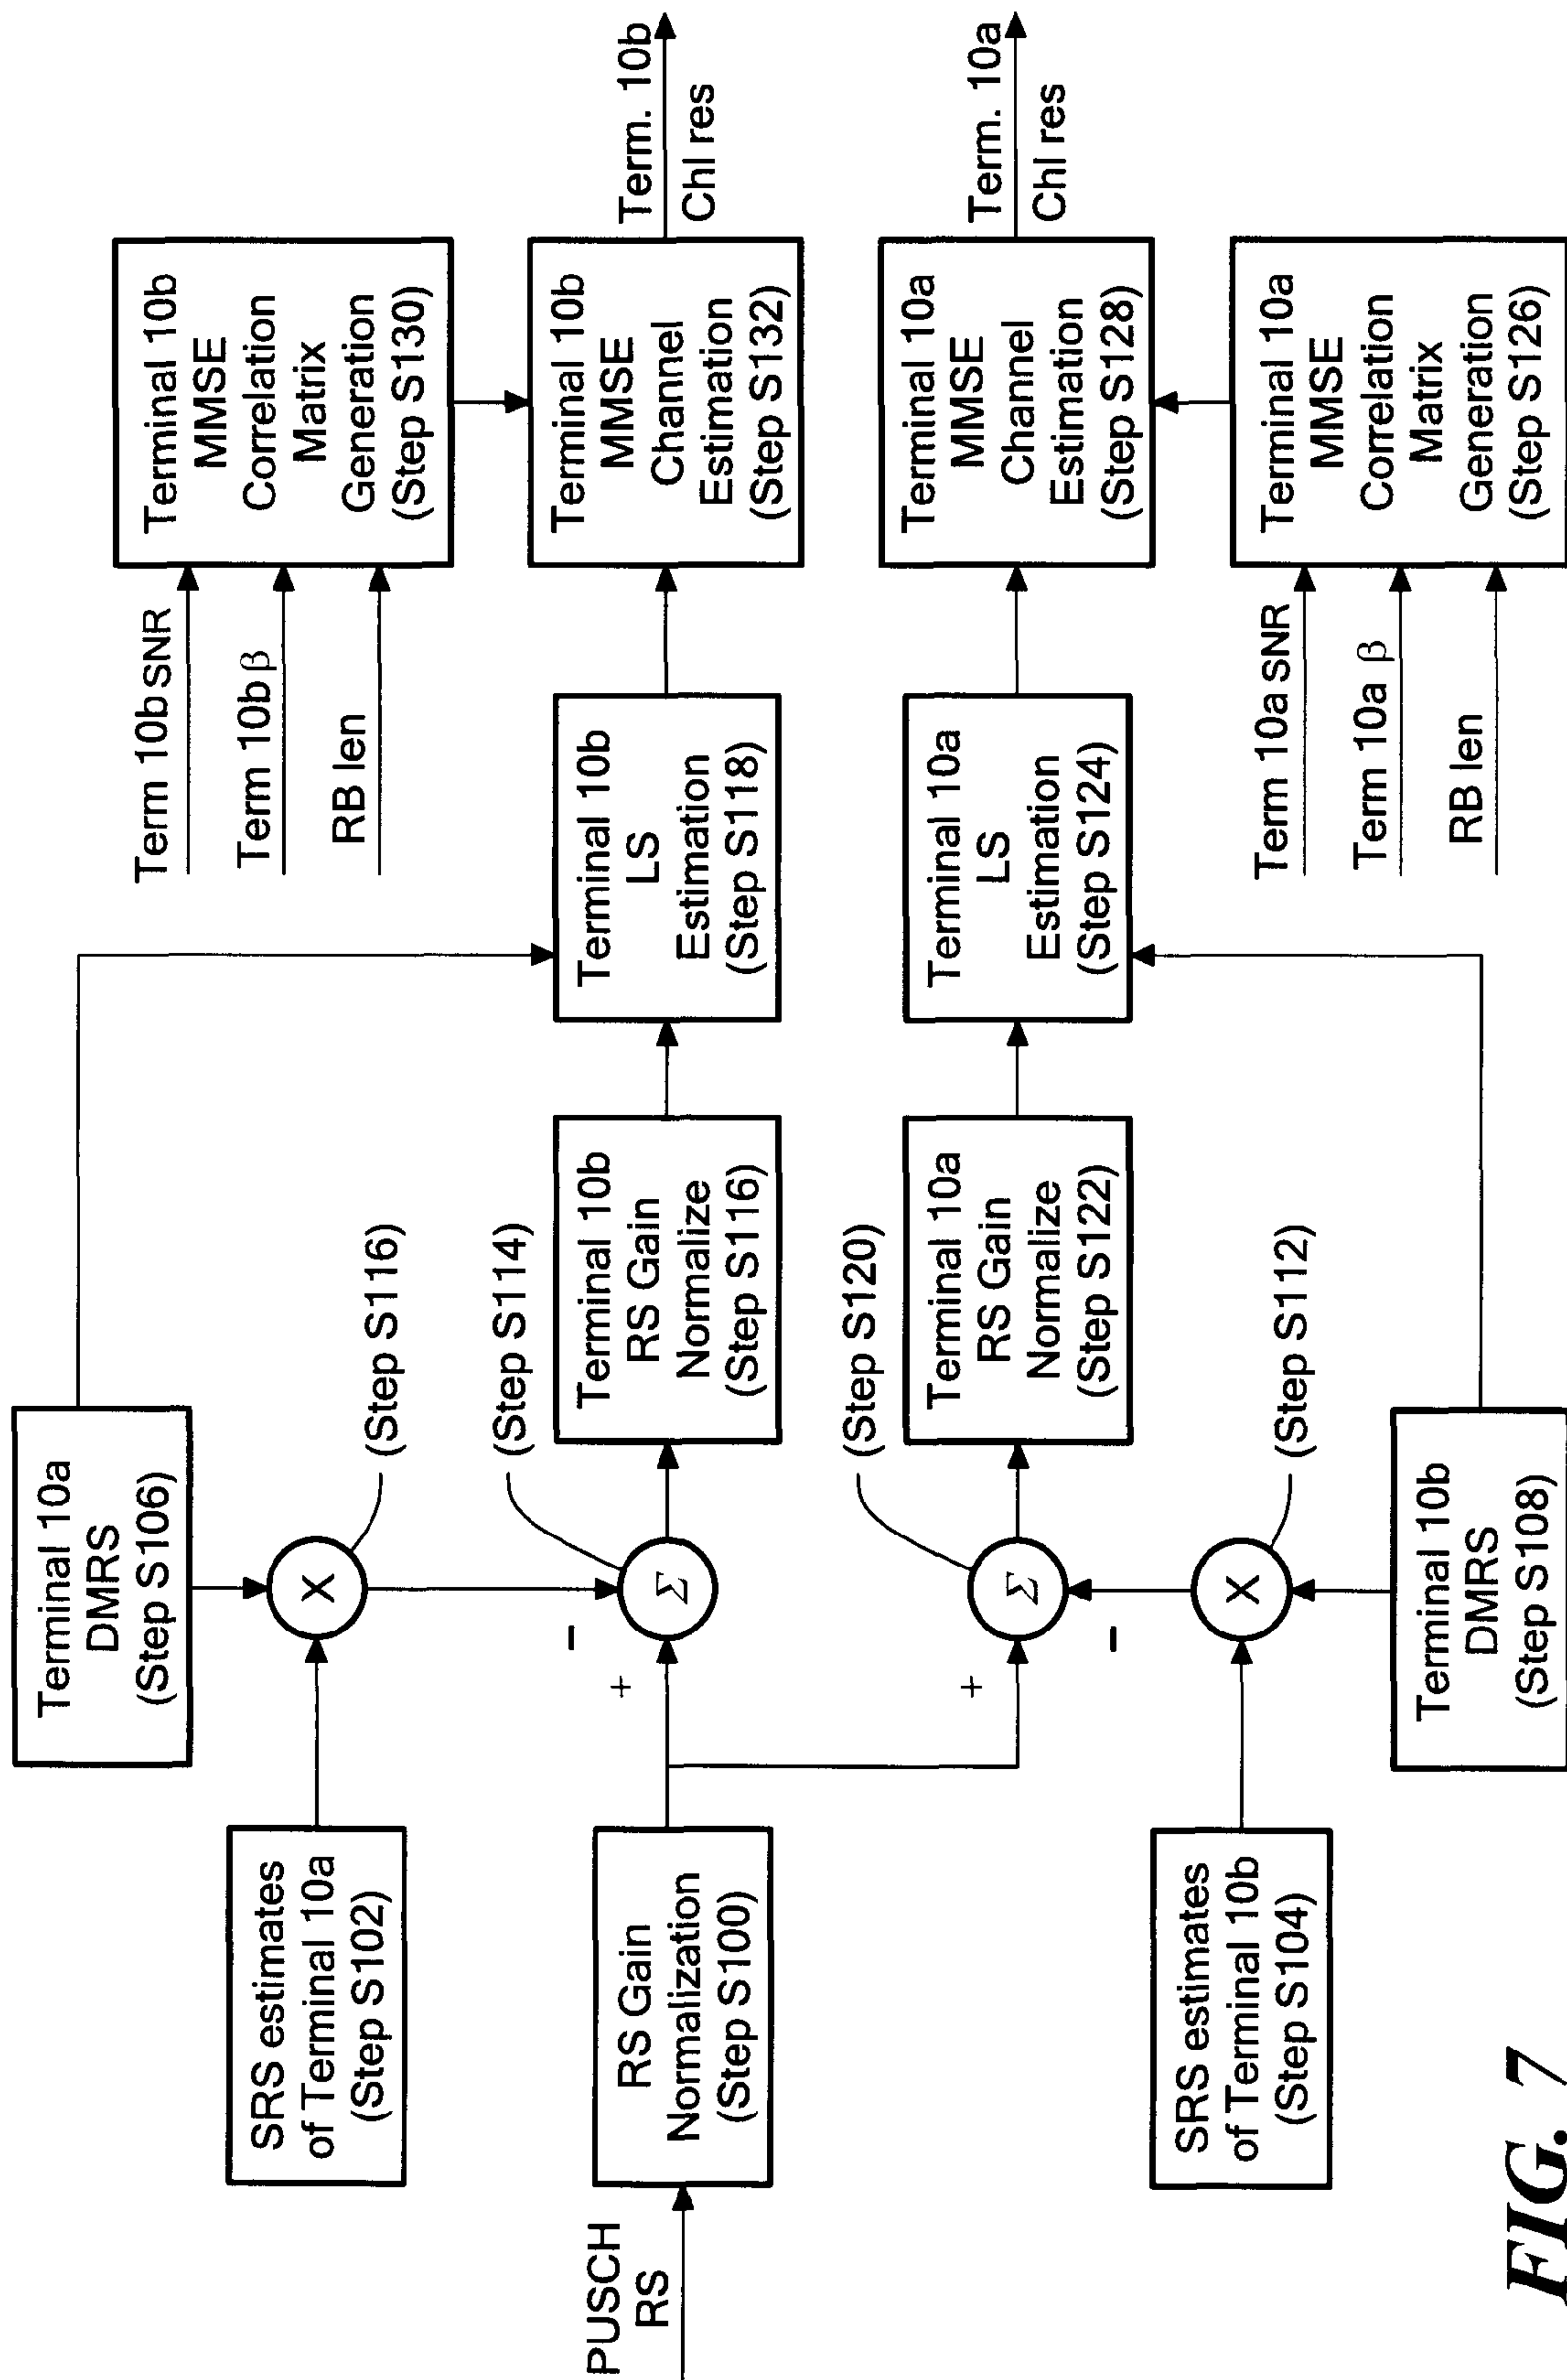 Terminal 10a
DMRS
(Step S106)
SRS estimates
of Terminal 10a
(Step S102)
X
(Step S116)
PUSCH
RS
RS Gain
Normalization
(Step S100)
+
-
Σ
(Step S114)
Terminal 10b
RS Gain
Normalize
(Step S116)
Terminal 10b
LS
Estimation
(Step S118)
Term 10b SNR
Term 10b β
RB len
Terminal 10b
MMSE
Correlation
Matrix
Generation
(Step S130)
Terminal 10b
MMSE
Channel
Estimation
(Step S132)
Term. 10b
Chl res
+
-
Σ
(Step S120)
Terminal 10a
RS Gain
Normalize
(Step S122)
Terminal 10a
LS
Estimation
(Step S124)
Terminal 10a
MMSE
Channel
Estimation
(Step S128)
Term. 10a
Chl res
SRS estimates
of Terminal 10b
(Step S104)
X
(Step S112)
Terminal 10b
DMRS
(Step S108)
Term 10a SNR
Term 10a β
RB len
Terminal 10a
MMSE
Correlation
Matrix
Generation
(Step S126)
FIG. 7